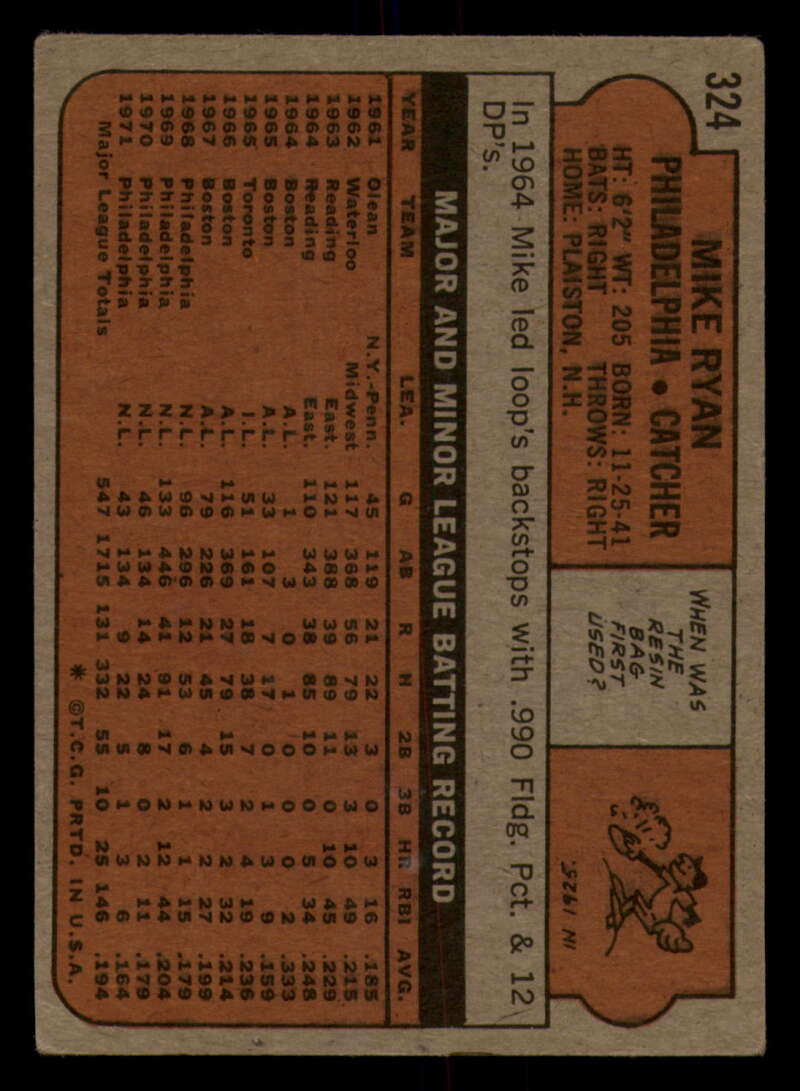 324
MIKE RYAN
PHILADELPHIA • CATCHER
HT: 6'2" WT: 205 BORN: 11-25-41
BATS: RIGHT THROWS: RIGHT
HOME: PLAISTON, N.H.
WHEN WAS
THE
RESIN
BAG
FIRST
USED?
IN 1925.
In 1964 Mike led loop's backstops with .990 Fldg. Pct. & 12
DP's.
MAJOR AND MINOR LEAGUE BATTING RECORD
YEAR TEAM LEA. G AB R H 2B 3B HR RBI AVG.
1961 Olean N.Y.-Penn. 45 119 21 22 3 0 3 16 .185
1962 Waterloo Midwest 117 368 56 79 13 3 10 49 .215
1963 Reading East. 121 388 39 89 11 0 10 45 .229
1964 Reading East. 110 343 38 85 10 0 5 34 .248
1964 Boston A.L. 1 3 0 1 0 0 0 2 .333
1965 Boston A.L. 33 107 7 17 0 1 3 9 .159
1965 Toronto I.L. 51 161 18 38 7 2 4 19 .236
1966 Boston A.L. 116 369 27 79 15 3 2 32 .214
1967 Boston A.L. 79 226 21 45 4 2 2 27 .199
1968 Philadelphia N.L. 96 296 12 53 6 1 1 15 .179
1969 Philadelphia N.L. 133 446 41 91 17 2 12 44 .204
1970 Philadelphia N.L. 46 134 14 24 8 0 2 11 .179
1971 Philadelphia N.L. 43 134 9 22 5 1 3 6 .164
Major League Totals 547 1715 131 332 55 10 25 146 .194
* ©T.C.G. PRTD. IN U.S.A.